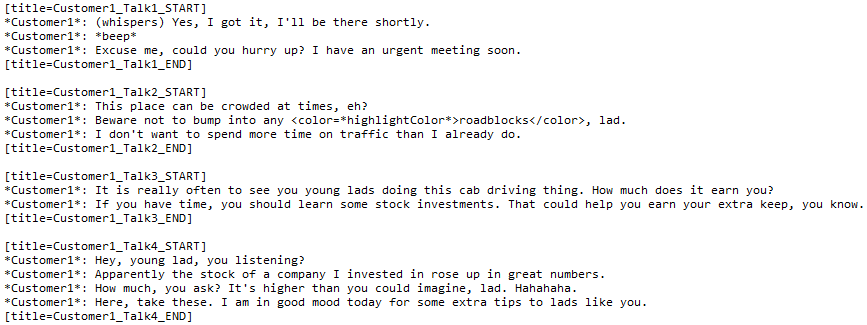 [title=Customer1_Talk1_START]
*Customer1*: (whispers) Yes, I got it, I'll be there shortly.
*Customer1*: *beep*
*Customer1*: Excuse me, could you hurry up? I have an urgent meeting soon.
[title=Customer1_Talk1_END]

[title=Customer1_Talk2_START]
*Customer1*: This place can be crowded at times, eh?
*Customer1*: Beware not to bump into any <color=*highlightColor*>roadblocks</color>, lad.
*Customer1*: I don't want to spend more time on traffic than I already do.
[title=Customer1_Talk2_END]

[title=Customer1_Talk3_START]
*Customer1*: It is really often to see you young lads doing this cab driving thing. How much does it earn you?
*Customer1*: If you have time, you should learn some stock investments. That could help you earn your extra keep, you know.
[title=Customer1_Talk3_END]

[title=Customer1_Talk4_START]
*Customer1*: Hey, young lad, you listening?
*Customer1*: Apparently the stock of a company I invested in rose up in great numbers.
*Customer1*: How much, you ask? It's higher than you could imagine, lad. Hahahaha.
*Customer1*: Here, take these. I am in good mood today for some extra tips to lads like you.
[title=Customer1_Talk4_END]